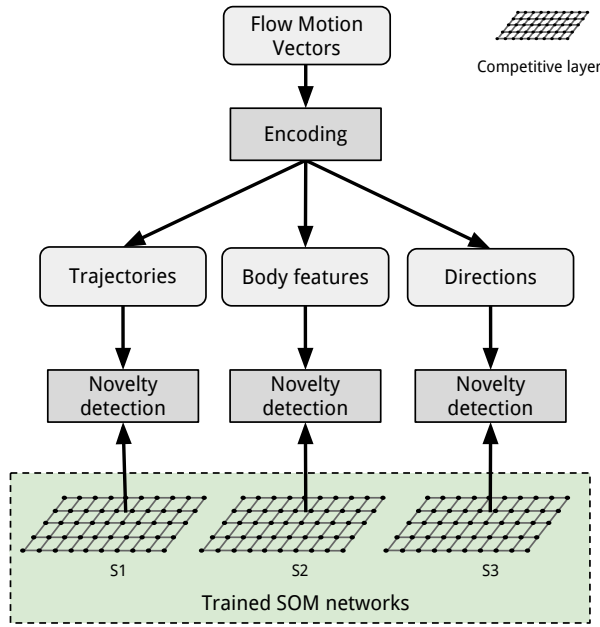 Flow Motion
Vectors
Competitive layer
Encoding
Trajectories
Body features
Directions
Novelty
detection
Novelty
detection
Novelty
detection
S1
S2
S3
Trained SOM networks